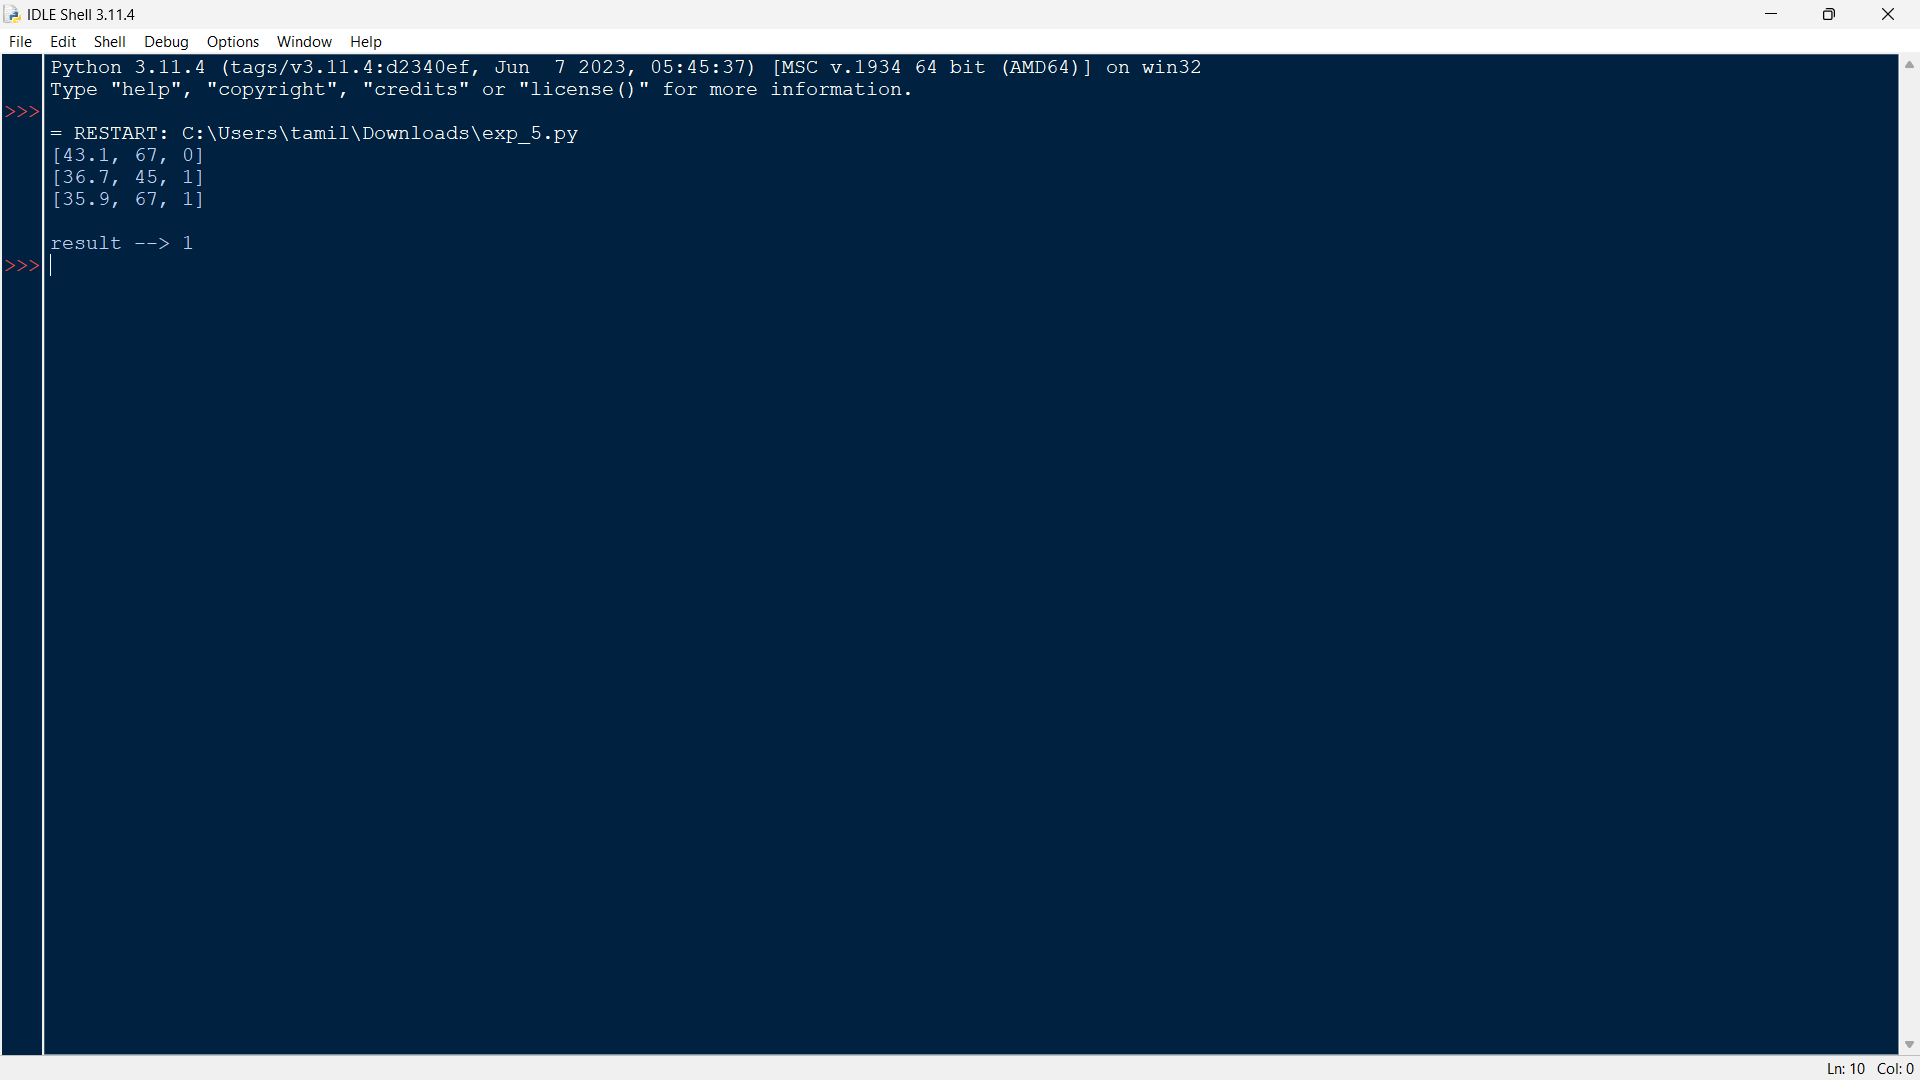 IDLE Shell 3.11.4
File Edit Shell Debug Options Window Help
Python 3.11.4 (tags/v3.11.4:d2340ef, Jun  7 2023, 05:45:37) [MSC v.1934 64 bit (AMD64)] on win32
Type "help", "copyright", "credits" or "license()" for more information.
>>>
= RESTART: C:\Users\tamil\Downloads\exp_5.py
[43.1, 67, 0]
[36.7, 45, 1]
[35.9, 67, 1]
result --> 1
>>>
Ln: 10 Col: 0